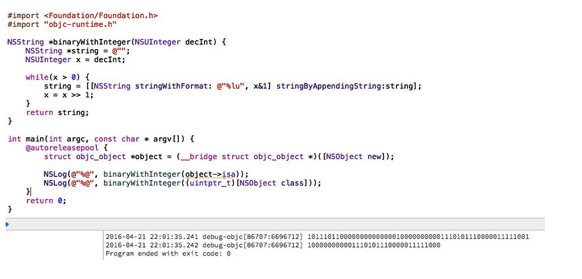 #import <Foundation/Foundation.h>
#import "objc-runtime.h"
NSString *binaryWithInteger(NSUInteger decInt) {
NSString *string = @"";
NSUInteger x = decInt;
while(x > 0) {
string = [[NSString stringWithFormat: @"%lu", x&1] stringByAppendingString:string];
x = x >> 1;
}
return string;
}
int main(int argc, const char * argv[]) {
@autoreleasepool {
struct objc_object *object = (__bridge struct objc_object *)([NSObject new]);
NSLog(@"%@", binaryWithInteger(object->isa));
NSLog(@"%@", binaryWithInteger((uintptr_t)[NSObject class]));
}
return 0;
}
2016-04-21 22:01:35.241 debug-objc[86707:6696712]
2016-04-21 22:01:35.242 debug-objc[86707:6696712]
Program ended with exit code: 0